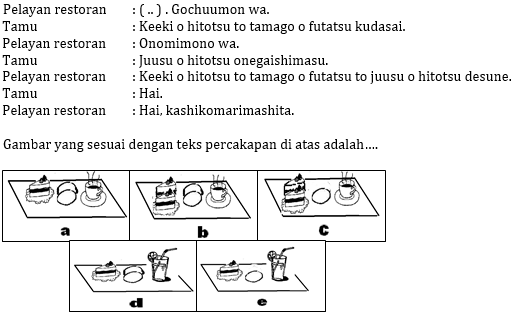 Pelayan restoran : ( .. ) . Gochuumon wa.
Tamu : Keeki o hitotsu to tamago o futatsu kudasai.
Pelayan restoran : Onomimono wa.
Tamu : Juusu o hitotsu onegaishimasu.
Pelayan restoran : Keeki o hitotsu to tamago o futatsu to juusu o hitotsu desune.
Tamu : Hai.
Pelayan restoran : Hai, kashikomarimashita.
Gambar yang sesuai dengan teks percakapan di atas adalah....
a b c
d e